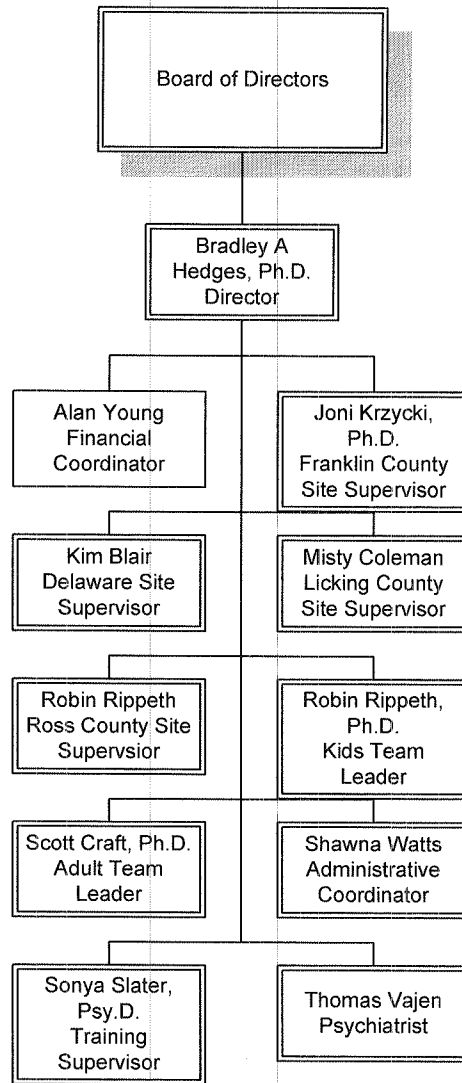 Board of Directors
Bradley A
Hedges, Ph.D.
Director
Alan Young
Financial
Coordinator
Joni Krzycki,
Ph.D.
Franklin County
Site Supervisor
Kim Blair
Delaware Site
Supervisor
Misty Coleman
Licking County
Site Supervisor
Robin Rippeth
Ross County Site
Supervsior
Robin Rippeth,
Ph.D.
Kids Team
Leader
Scott Craft, Ph.D.
Adult Team
Leader
Shawna Watts
Administrative
Coordinator
Sonya Slater,
Psy.D.
Training
Supervisor
Thomas Vajen
Psychiatrist